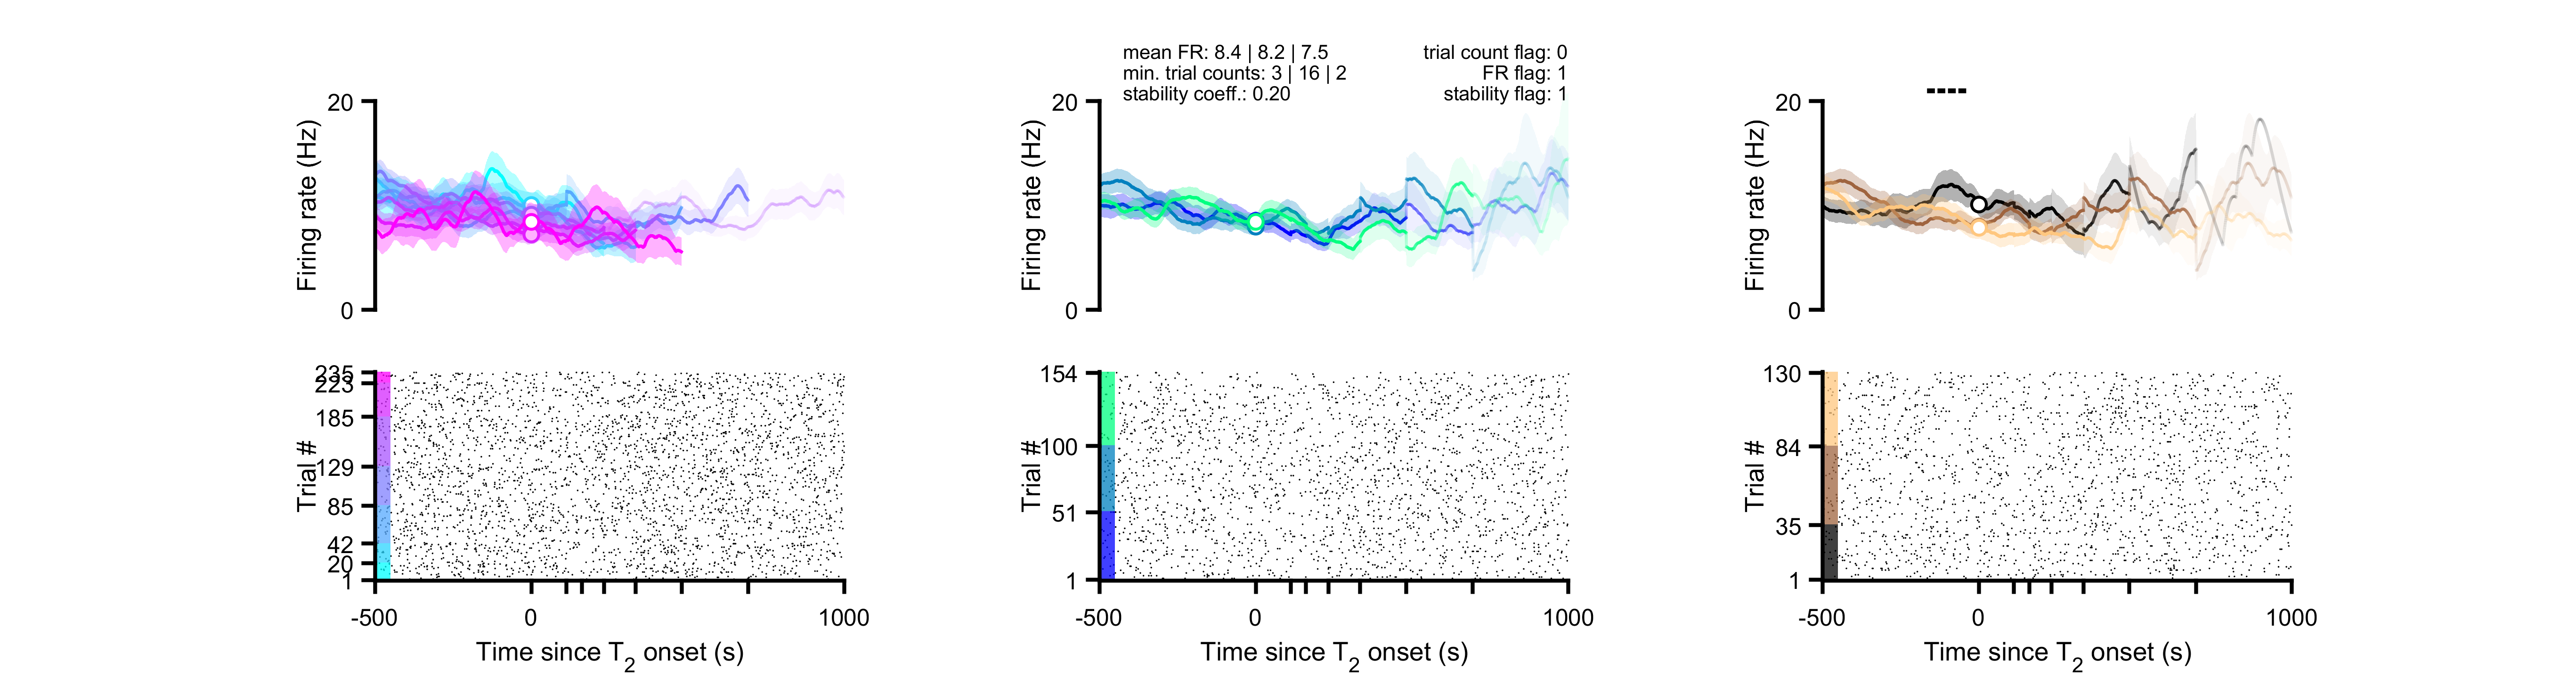 mean FR: 8.4 | 8.2 | 7.5
min. trial counts: 3 | 16 | 2
stability coeff.: 0.20
trial count flag: 0
FR flag: 1
stability flag: 1
20
Firing rate (Hz)
0
20
Firing rate (Hz)
0
20
Firing rate (Hz)
0
235
223
185
129
85
42
20
1
Trial #
-500
0
1000
Time since T2 onset (s)
154
100
51
1
Trial #
-500
0
1000
Time since T2 onset (s)
130
84
35
1
Trial #
-500
0
1000
Time since T2 onset (s)